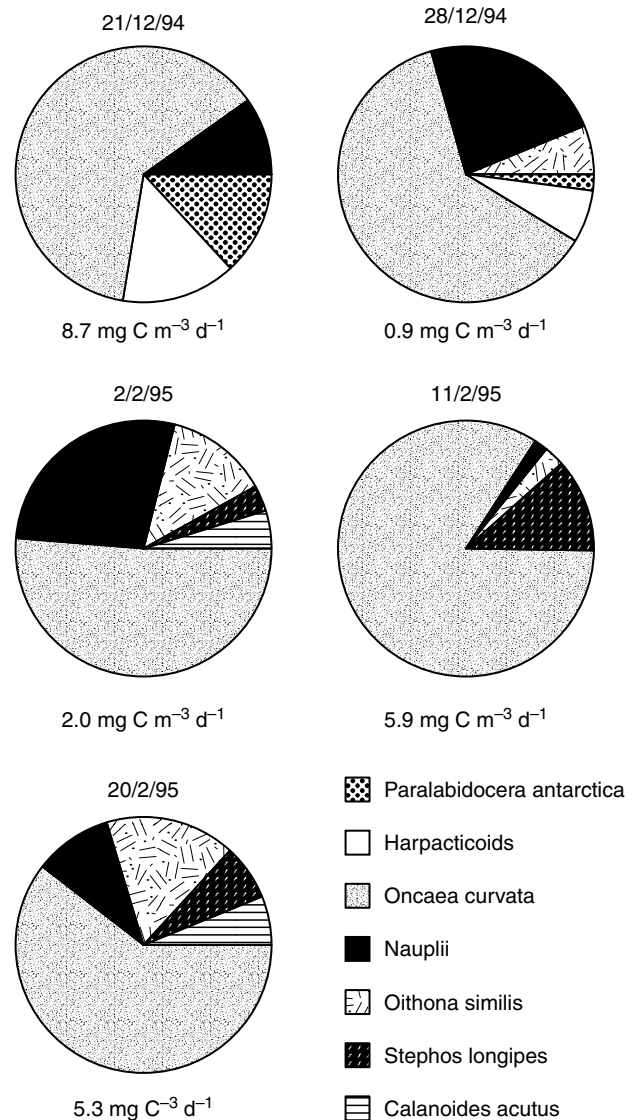 21/12/94
28/12/94
8.7 mg C m⁻³ d⁻¹
0.9 mg C m⁻³ d⁻¹
2/2/95
11/2/95
2.0 mg C m⁻³ d⁻¹
5.9 mg C m⁻³ d⁻¹
20/2/95
5.3 mg C⁻³ d⁻¹
Paralabidocera antarctica
Harpacticoids
Oncaea curvata
Nauplii
Oithona similis
Stephos longipes
Calanoides acutus